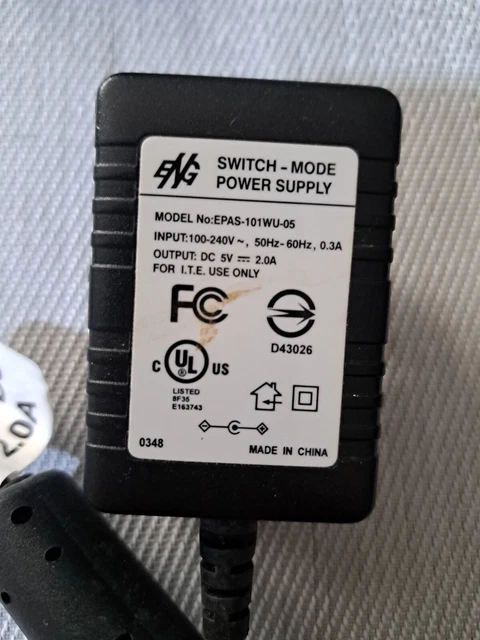 ENG
SWITCH - MODE
POWER SUPPLY
MODEL No:EPAS-101WU-05
INPUT:100-240V ~, 50Hz-60Hz, 0.3A
OUTPUT: DC 5V ⎓ 2.0A
FOR I.T.E. USE ONLY
FC
D43026
C UL US
LISTED
8F35
E163743
0348
MADE IN CHINA
2.0A